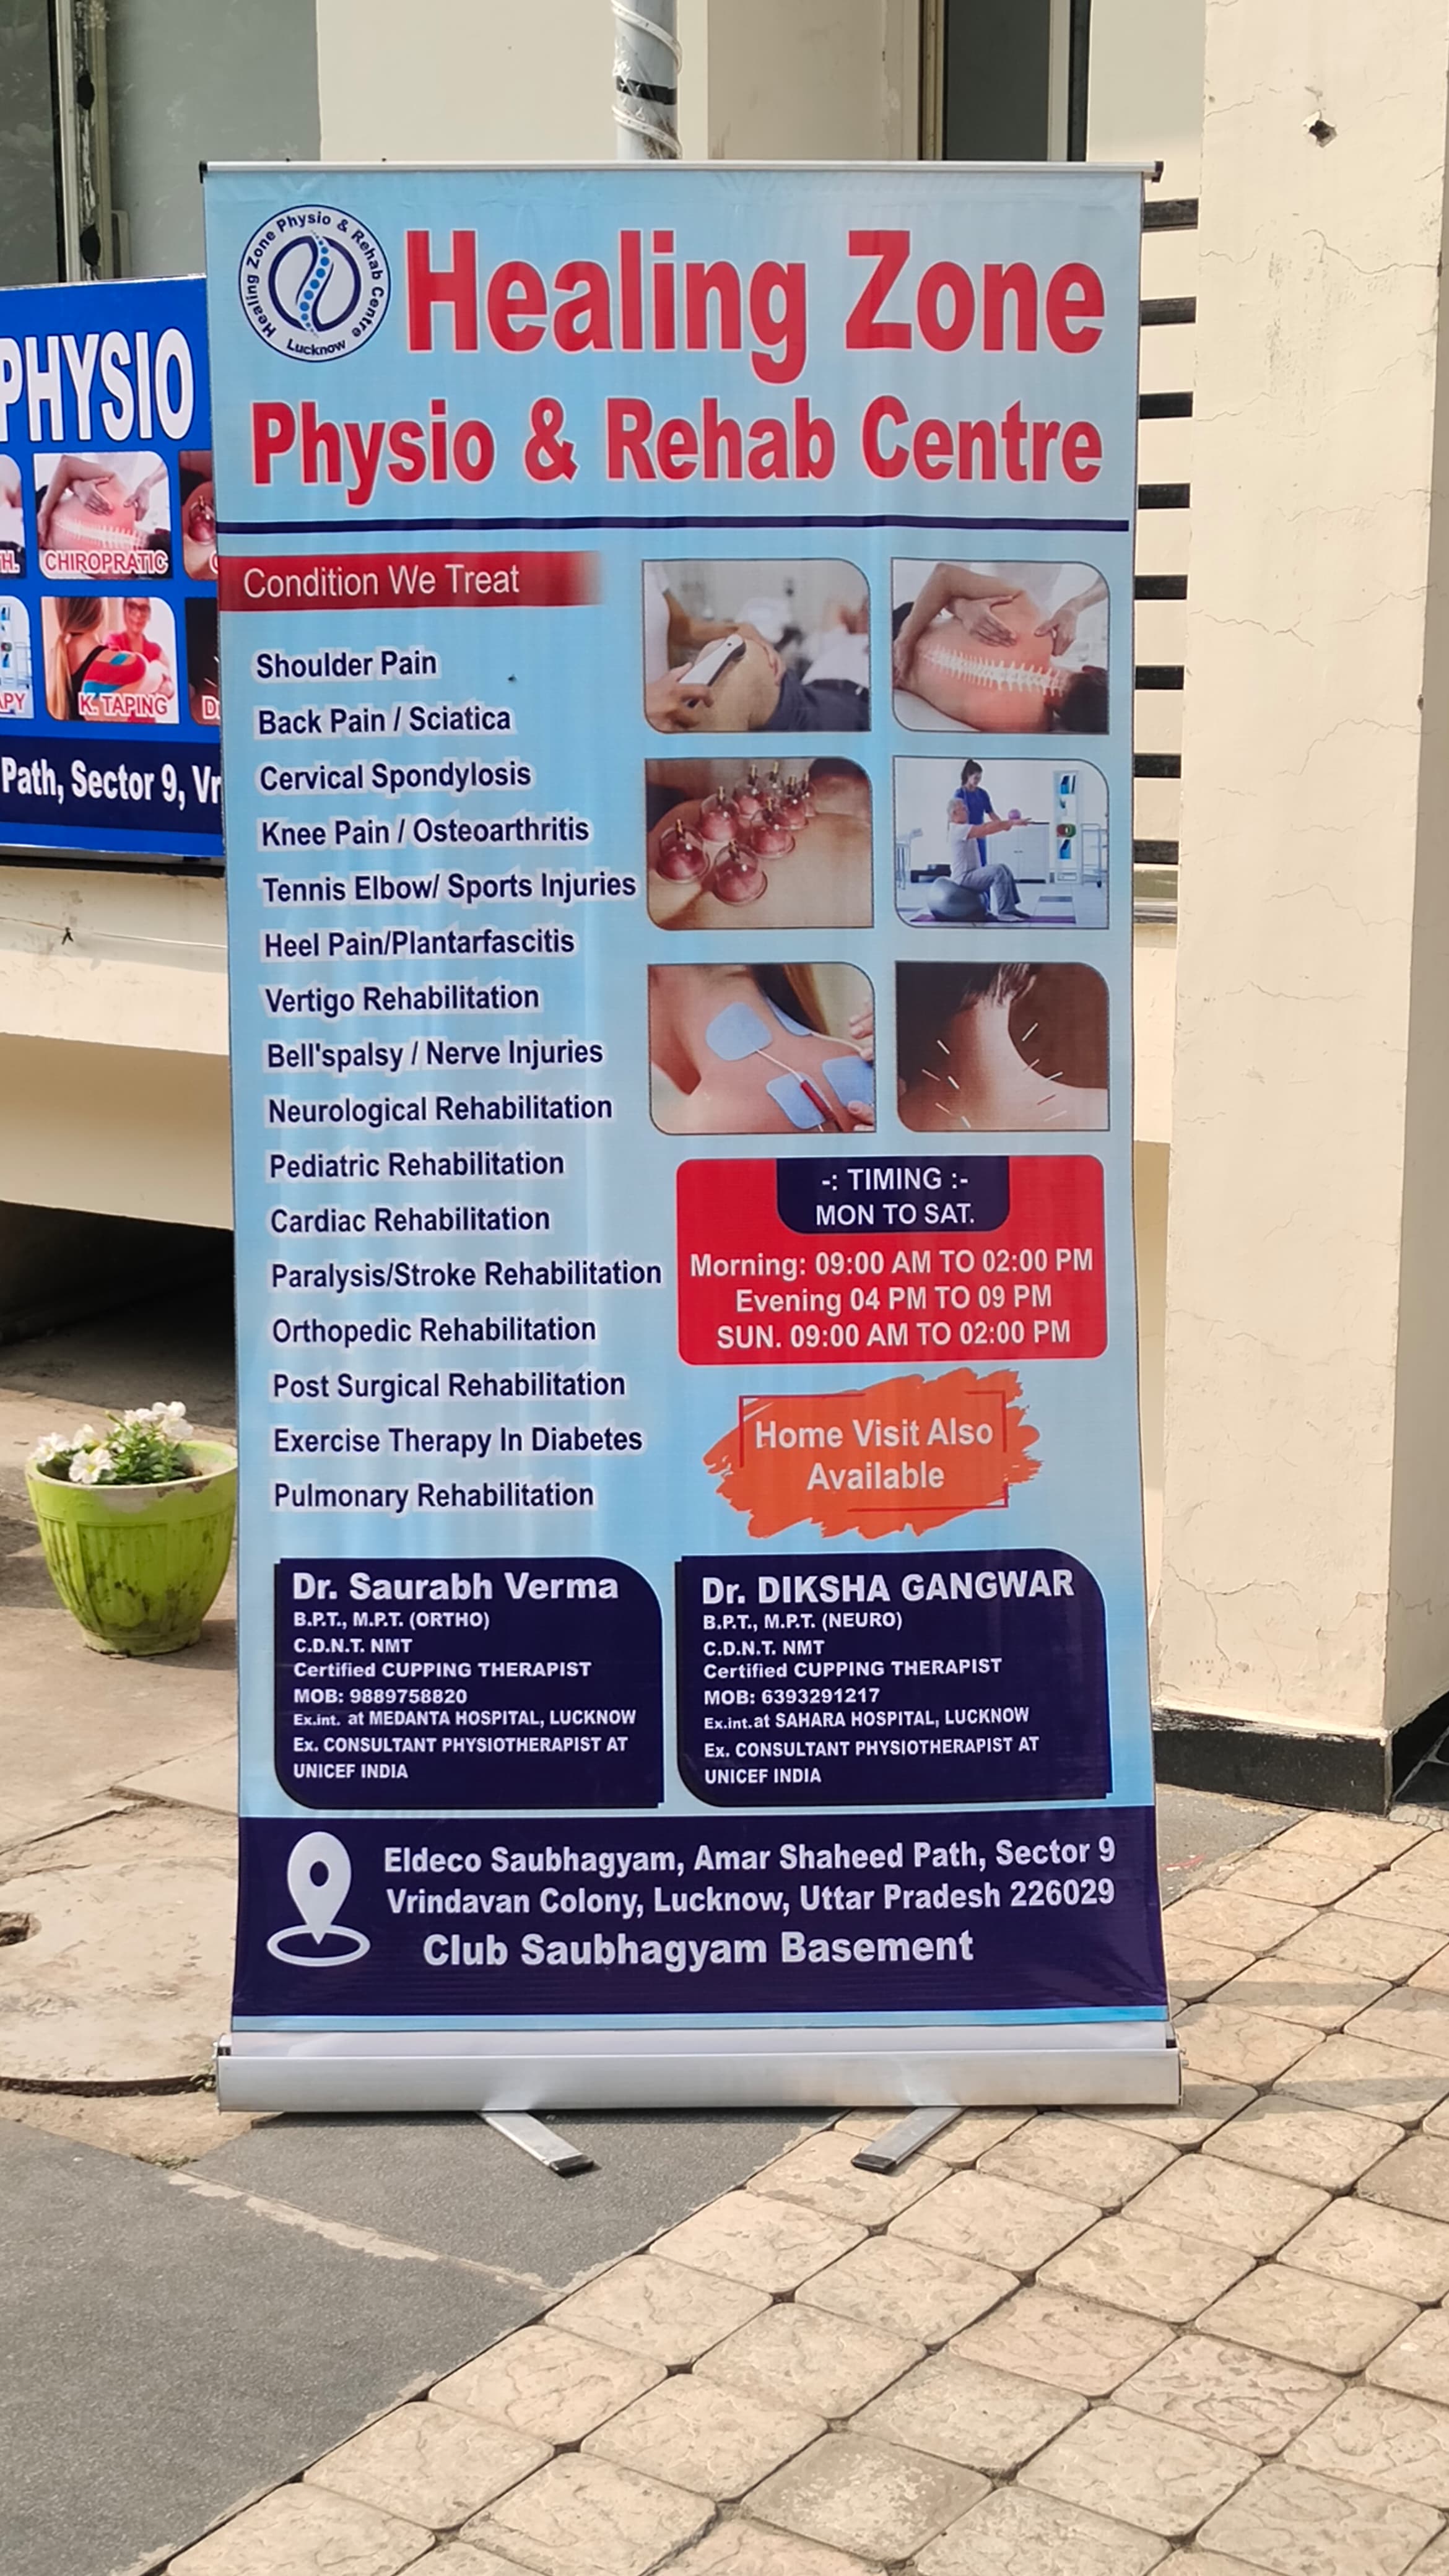 Healing Zone Physio & Rehab Centre
Lucknow
Healing Zone
Physio & Rehab Centre
Condition We Treat
Shoulder Pain
Back Pain / Sciatica
Cervical Spondylosis
Knee Pain / Osteoarthritis
Tennis Elbow/ Sports Injuries
Heel Pain/Plantarfascitis
Vertigo Rehabilitation
Bell'spalsy / Nerve Injuries
Neurological Rehabilitation
Pediatric Rehabilitation
Cardiac Rehabilitation
Paralysis/Stroke Rehabilitation
Orthopedic Rehabilitation
Post Surgical Rehabilitation
Exercise Therapy In Diabetes
Pulmonary Rehabilitation
-: TIMING :-
MON TO SAT.
Morning: 09:00 AM TO 02:00 PM
Evening 04 PM TO 09 PM
SUN. 09:00 AM TO 02:00 PM
Home Visit Also
Available
Dr. Saurabh Verma
B.P.T., M.P.T. (ORTHO)
C.D.N.T. NMT
Certified CUPPING THERAPIST
MOB: 9889758820
Ex.int. at MEDANTA HOSPITAL, LUCKNOW
Ex. CONSULTANT PHYSIOTHERAPIST AT
UNICEF INDIA
Dr. DIKSHA GANGWAR
B.P.T., M.P.T. (NEURO)
C.D.N.T. NMT
Certified CUPPING THERAPIST
MOB: 6393291217
Ex.int.at SAHARA HOSPITAL, LUCKNOW
Ex. CONSULTANT PHYSIOTHERAPIST AT
UNICEF INDIA
Eldeco Saubhagyam, Amar Shaheed Path, Sector 9
Vrindavan Colony, Lucknow, Uttar Pradesh 226029
Club Saubhagyam Basement
PHYSIO
CHIROPRATIC
K. TAPING
Path, Sector 9,